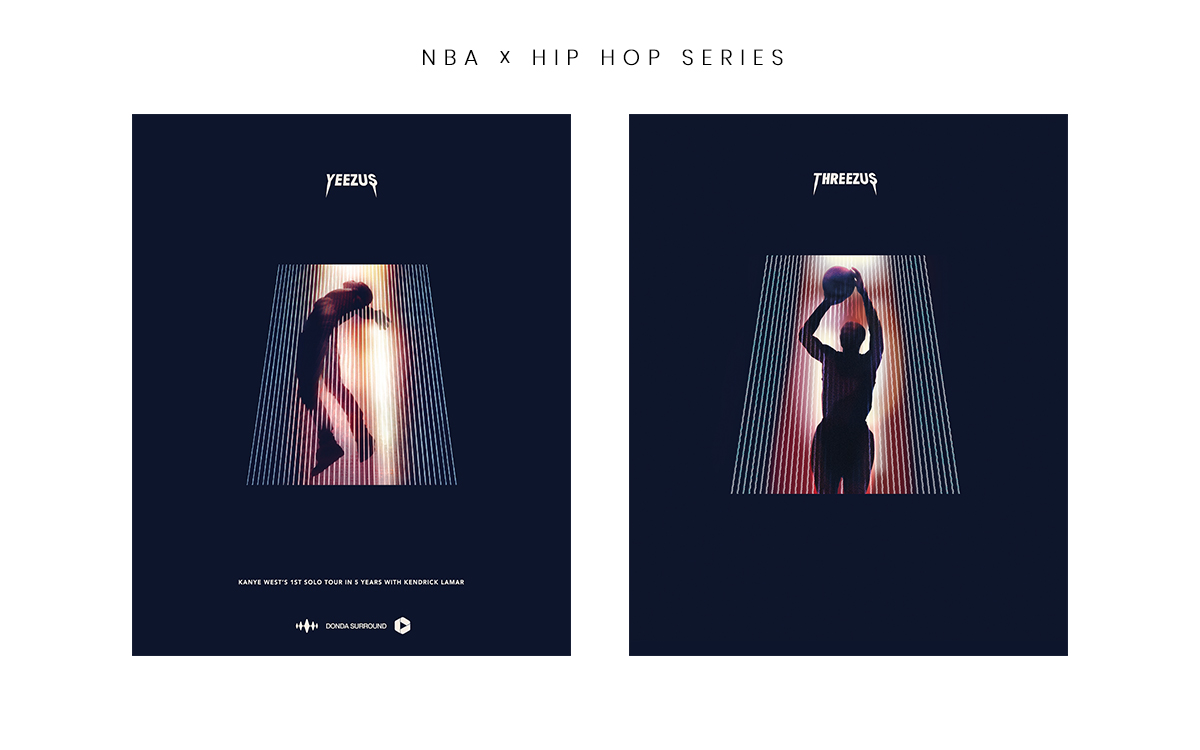 NBA x HIP HOP SERIES
YEEZUS
THREEZUS
KANYE WEST'S 1ST SOLO TOUR IN 5 YEARS WITH KENDRICK LAMAR
DONDA SURROUND